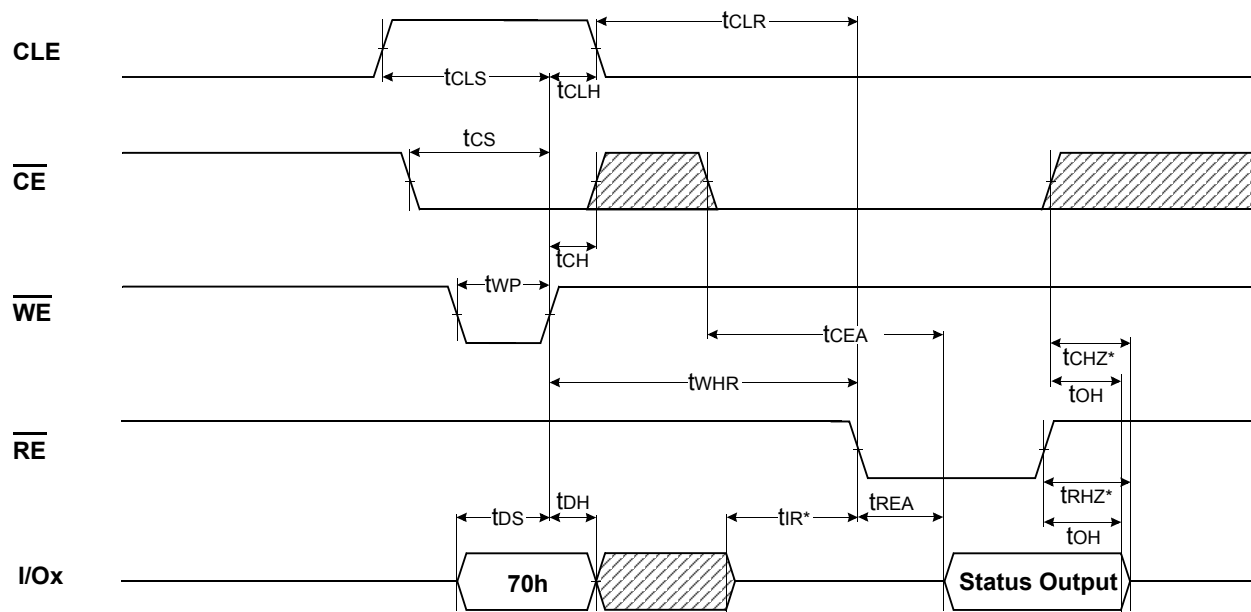 tCLR
CLE
tCLS
tCLH
tCS
CE
tCH
tWP
WE
tCEA
tCHZ*
tWHR
tOH
RE
tRHZ*
tDS
tDH
tIR*
tREA
tOH
I/Ox
70h
Status Output